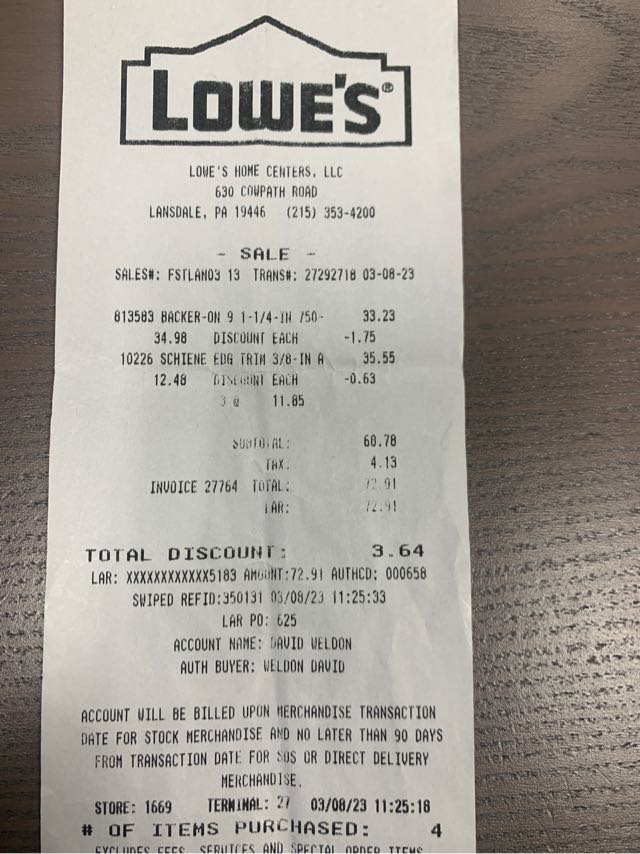 LOWE'S®
LOWE'S HOME CENTERS, LLC
630 COWPATH ROAD
LANSDALE, PA 19446 (215) 353-4200
- SALE -
SALES#: FSTLAN03 13 TRANS#: 27292718 03-08-23
813583 BACKER-ON 9 1-1/4-IN 750- 33.23
34.98 DISCOUNT EACH -1.75
10226 SCHIENE EDG TRIM 3/8-IN A 35.55
12.48 DISCOUNT EACH -0.63
3 @ 11.85
SUBTOTAL: 68.78
TAX: 4.13
INVOICE 27764 TOTAL: 72.91
LAR: 72.91
TOTAL DISCOUNT: 3.64
LAR: XXXXXXXXXXXX5183 AMOUNT:72.91 AUTHCD: 000658
SWIPED REFID:350131 03/08/23 11:25:33
LAR PO: 625
ACCOUNT NAME: DAVID WELDON
AUTH BUYER: WELDON DAVID
ACCOUNT WILL BE BILLED UPON MERCHANDISE TRANSACTION
DATE FOR STOCK MERCHANDISE AND NO LATER THAN 90 DAYS
FROM TRANSACTION DATE FOR SOS OR DIRECT DELIVERY
MERCHANDISE.
STORE: 1669 TERMINAL: 27 03/08/23 11:25:18
# OF ITEMS PURCHASED: 4
EXCLUDES FEES, SERVICES AND SPECIAL ORDER ITEMS